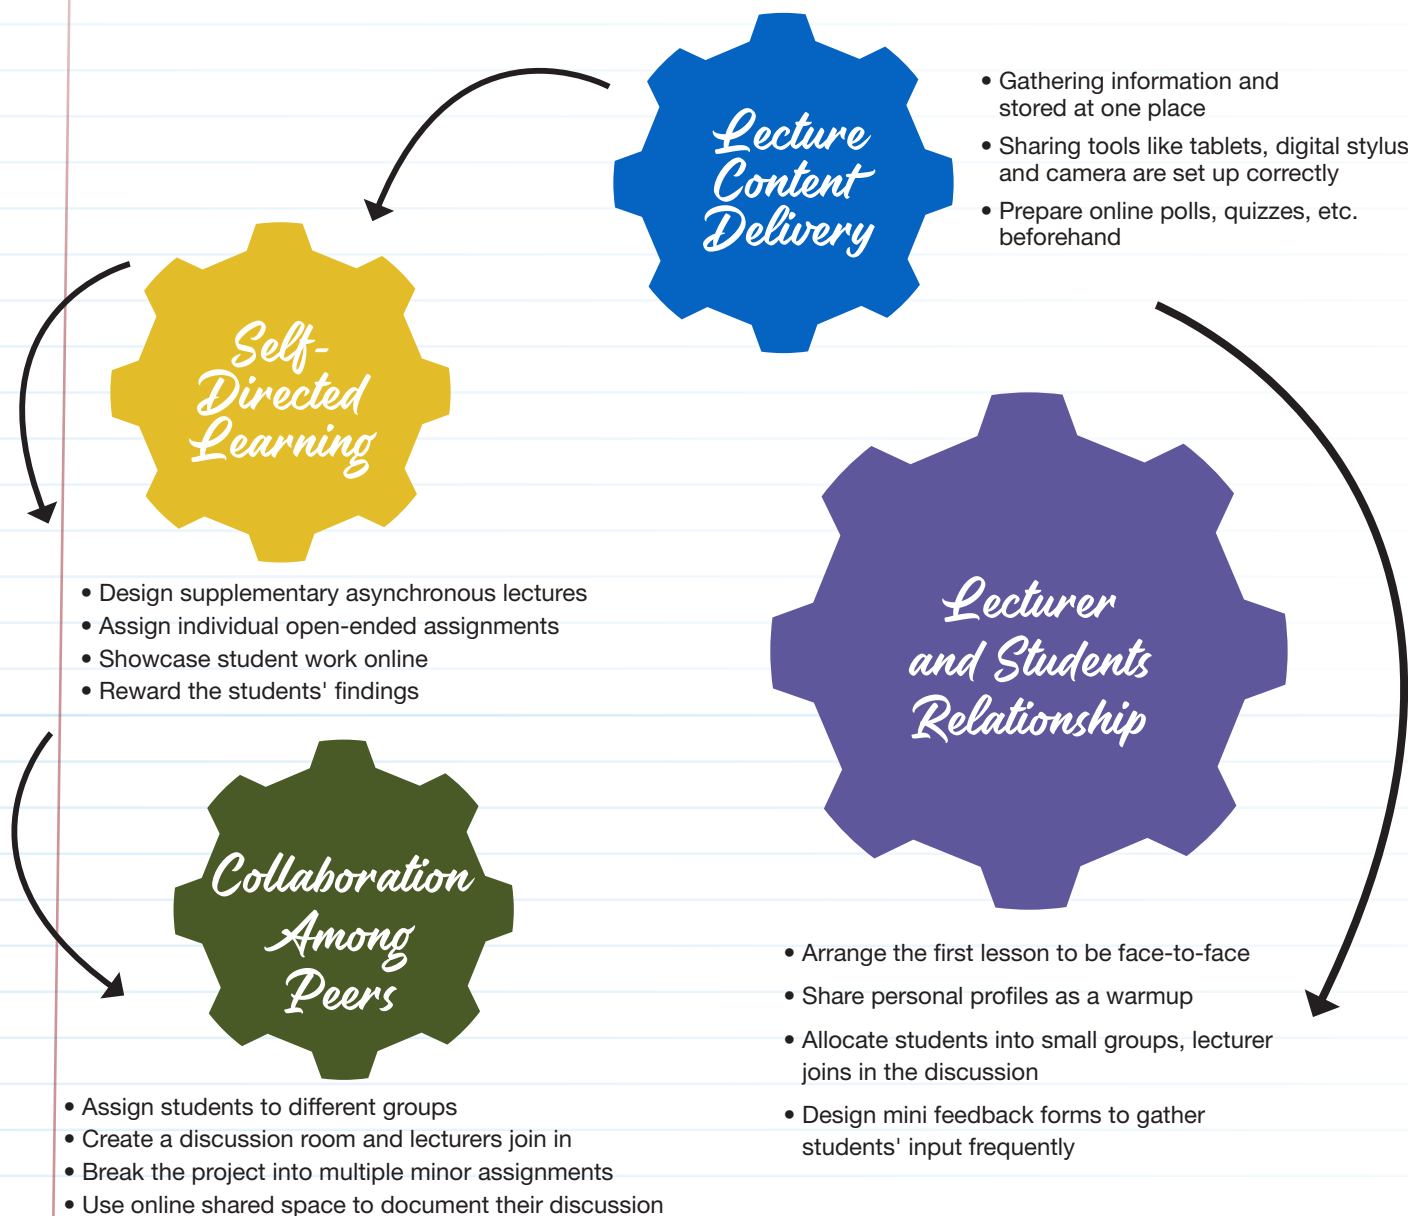 Lecture
Content
Delivery
• Gathering information and
stored at one place
• Sharing tools like tablets, digital stylus
and camera are set up correctly
• Prepare online polls, quizzes, etc.
beforehand
Self-
Directed
Learning
• Design supplementary asynchronous lectures
• Assign individual open-ended assignments
• Showcase student work online
• Reward the students' findings
Lecturer
and Students
Relationship
• Arrange the first lesson to be face-to-face
• Share personal profiles as a warmup
• Allocate students into small groups, lecturer
joins in the discussion
• Design mini feedback forms to gather
students' input frequently
Collaboration
Among
Peers
• Assign students to different groups
• Create a discussion room and lecturers join in
• Break the project into multiple minor assignments
• Use online shared space to document their discussion